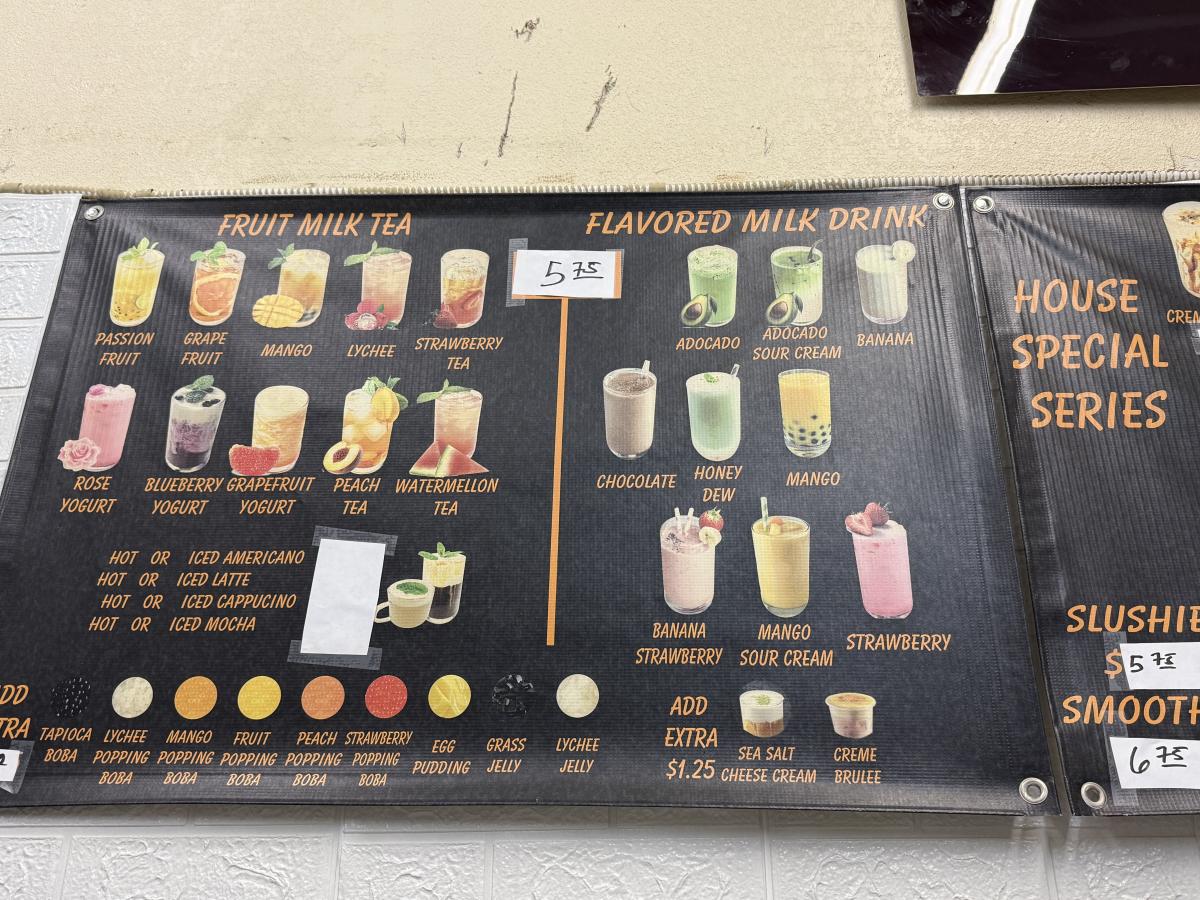 FRUIT MILK TEA
PASSION
FRUIT
GRAPE
FRUIT
MANGO
LYCHEE
STRAWBERRY
TEA
ROSE
YOGURT
BLUEBERRY
YOGURT
GRAPEFRUIT
YOGURT
PEACH
TEA
WATERMELLON
TEA
HOT OR ICED AMERICANO
HOT OR ICED LATTE
HOT OR ICED CAPPUCINO
HOT OR ICED MOCHA
5 75
FLAVORED MILK DRINK
ADOCADO
ADOCADO
SOUR CREAM
BANANA
CHOCOLATE
HONEY
DEW
MANGO
BANANA
STRAWBERRY
MANGO
SOUR CREAM
STRAWBERRY
TAPIOCA
BOBA
LYCHEE
POPPING
BOBA
MANGO
POPPING
BOBA
FRUIT
POPPING
BOBA
PEACH
POPPING
BOBA
STRAWBERRY
POPPING
BOBA
EGG
PUDDING
GRASS
JELLY
LYCHEE
JELLY
ADD
EXTRA
$1.25
SEA SALT
CHEESE CREAM
CREME
BRULEE
HOUSE
SPECIAL
SERIES
SLUSHIE
$5 75
SMOOTH
6 75